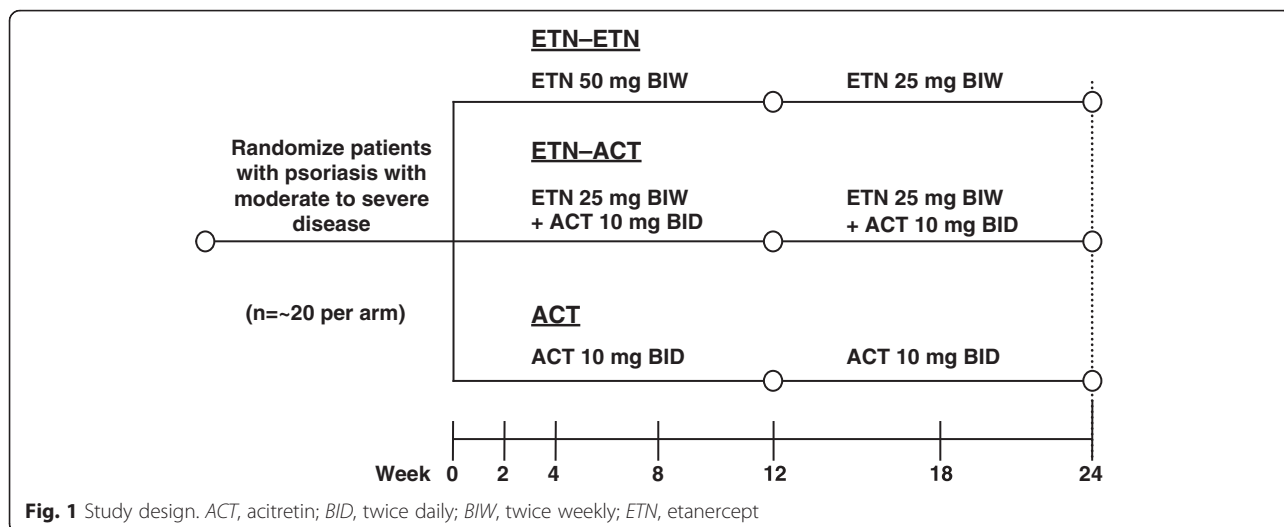 ETN–ETN
ETN 50 mg BIW
ETN 25 mg BIW
Randomize patients
with psoriasis with
moderate to severe
disease
(n=~20 per arm)
ETN–ACT
ETN 25 mg BIW
+ ACT 10 mg BID
ETN 25 mg BIW
+ ACT 10 mg BID
ACT
ACT 10 mg BID
ACT 10 mg BID
Week 0 2 4 8 12 18 24
Fig. 1 Study design. ACT, acitretin; BID, twice daily; BIW, twice weekly; ETN, etanercept